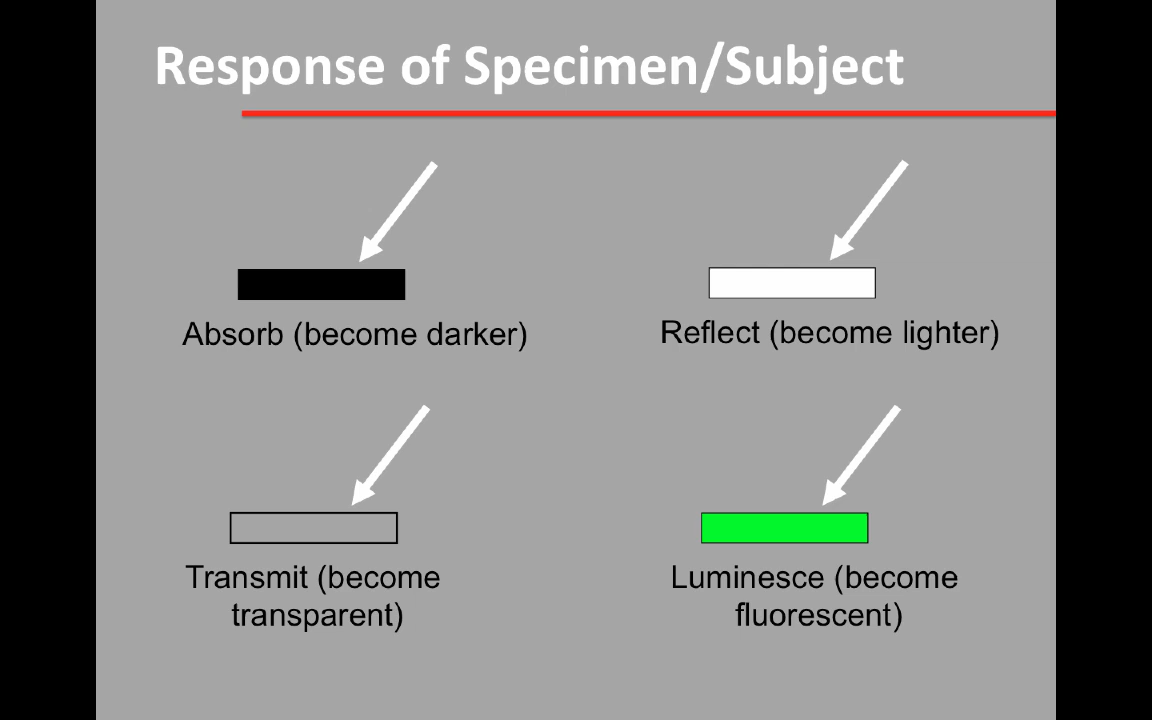 Response of Specimen/Subject
Absorb (become darker)
Reflect (become lighter)
Transmit (become
transparent)
Luminesce (become
fluorescent)